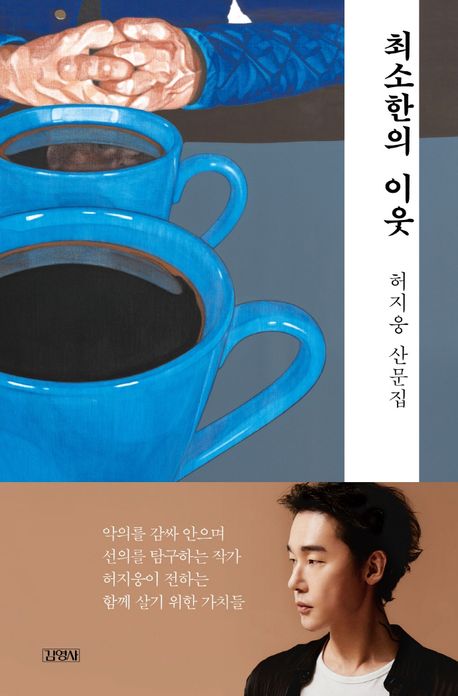 최소한의 이웃
허지웅 산문집
악의를 감싸 안으며
선의를 탐구하는 작가
허지웅이 전하는
함께 살기 위한 가치들
김영사